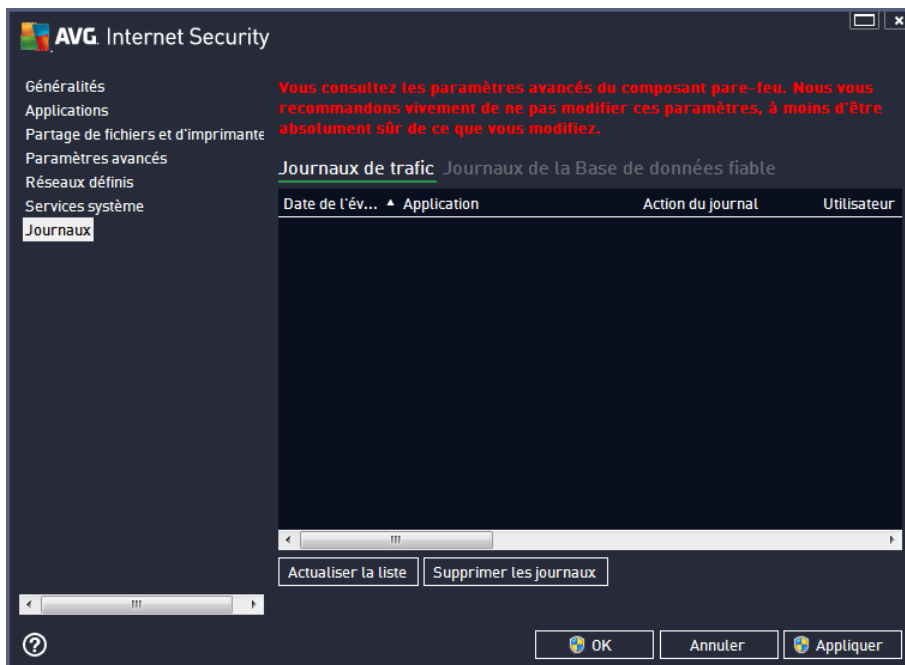 AVG. Internet Security
Généralités
Applications
Partage de fichiers et d'imprimante
Paramètres avancés
Réseaux définis
Services système
Journaux
Vous consultez les paramètres avancés du composant pare-feu. Nous vous
recommandons vivement de ne pas modifier ces paramètres, à moins d'être
absolument sûr de ce que vous modifiez.
Journaux de trafic Journaux de la Base de données fiable
Date de l'év... Application Action du journal Utilisateur
Actualiser la liste Supprimer les journaux
OK Annuler Appliquer